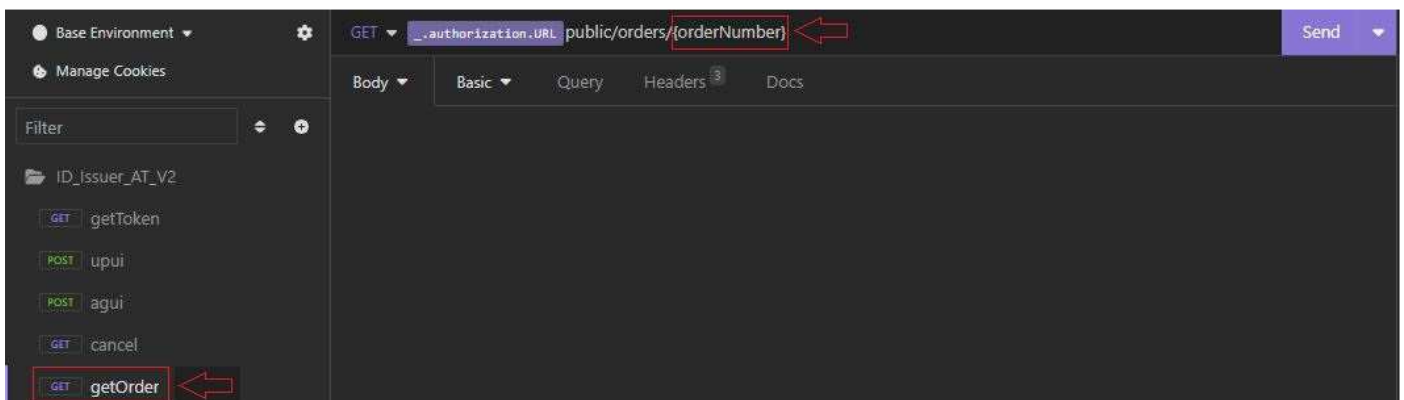 Base Environment
GET _.authorization.URL public/orders/{orderNumber}
Send
Manage Cookies
Body Basic Query Headers 3 Docs
Filter
ID_Issuer_AT_V2
GET getToken
POST upui
POST agui
GET cancel
GET getOrder